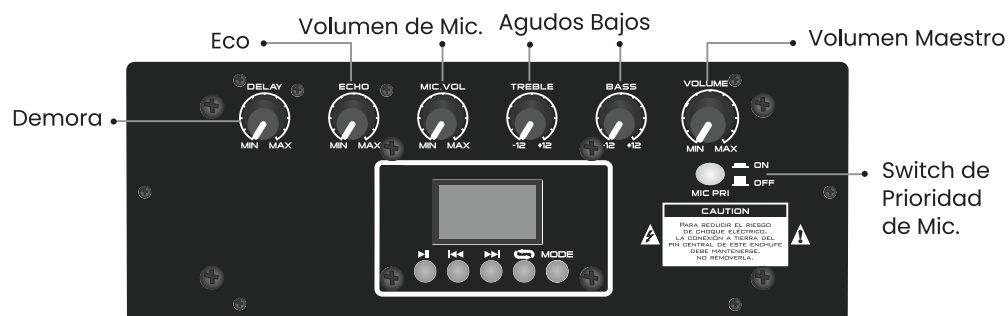 Eco
Volumen de Mic.
Agudos Bajos
Volumen Maestro
Demora
DELAY
ECHO
MIC.VOL
TREBLE
BASS
VOLUME
MIN MAX
MIN MAX
MIN MAX
-12 +12
-12 +12
MIN MAX
ON
OFF
MIC PRI
Switch de
Prioridad
de Mic.
CAUTION
PARA REDUCIR EL RIESGO
DE CHOQUE ELÉCTRICO,
LA CONEXIÓN A TIERRA DEL
PIN CENTRAL DE ESTE ENCHUFE
DEBE MANTENERSE.
NO REMOVERLA.
MODE